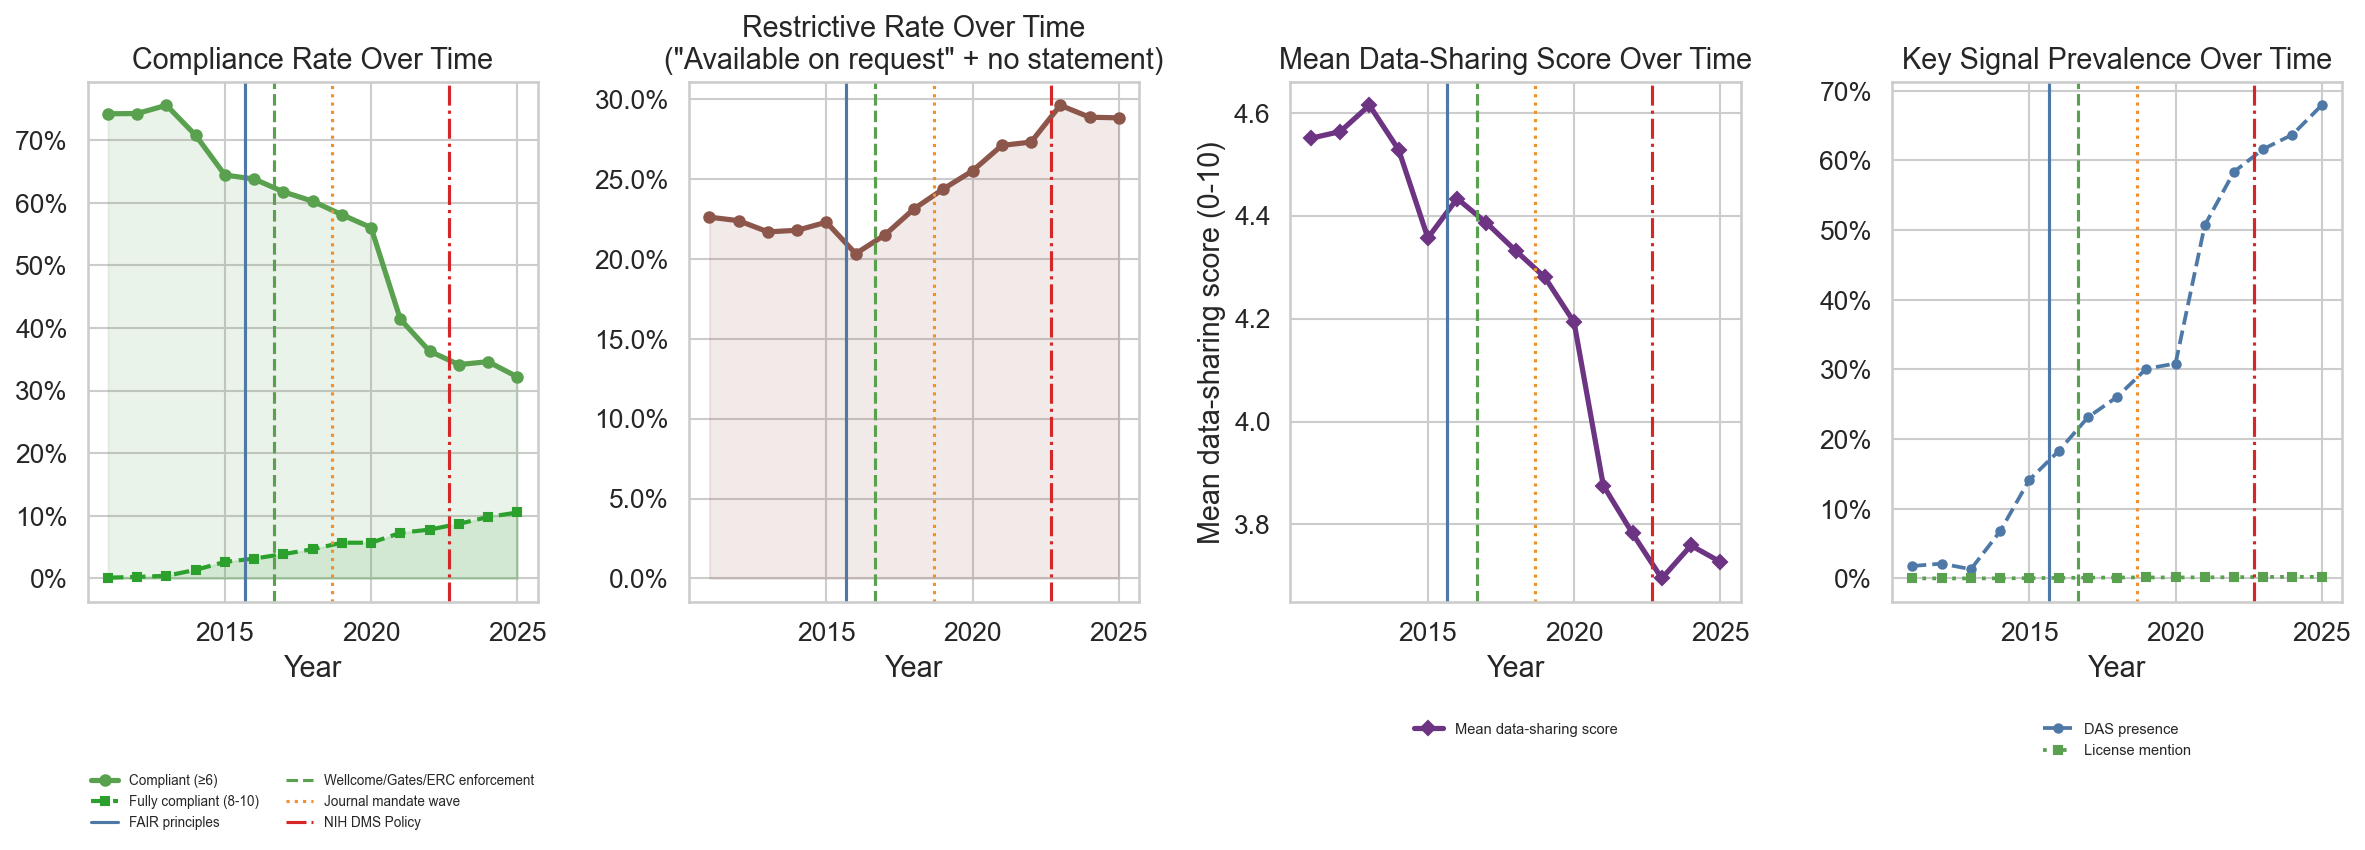 Compliance Rate Over Time
70%
60%
50%
40%
30%
20%
10%
0%
2015 2020 2025
Year
Compliant (≥6)
Fully compliant (8-10)
FAIR principles
Wellcome/Gates/ERC enforcement
Journal mandate wave
NIH DMS Policy
Restrictive Rate Over Time
("Available on request" + no statement)
30.0%
25.0%
20.0%
15.0%
10.0%
5.0%
0.0%
2015 2020 2025
Year
Mean Data-Sharing Score Over Time
Mean data-sharing score (0-10)
4.6
4.4
4.2
4.0
3.8
2015 2020 2025
Year
Mean data-sharing score
Key Signal Prevalence Over Time
70%
60%
50%
40%
30%
20%
10%
0%
2015 2020 2025
Year
DAS presence
License mention